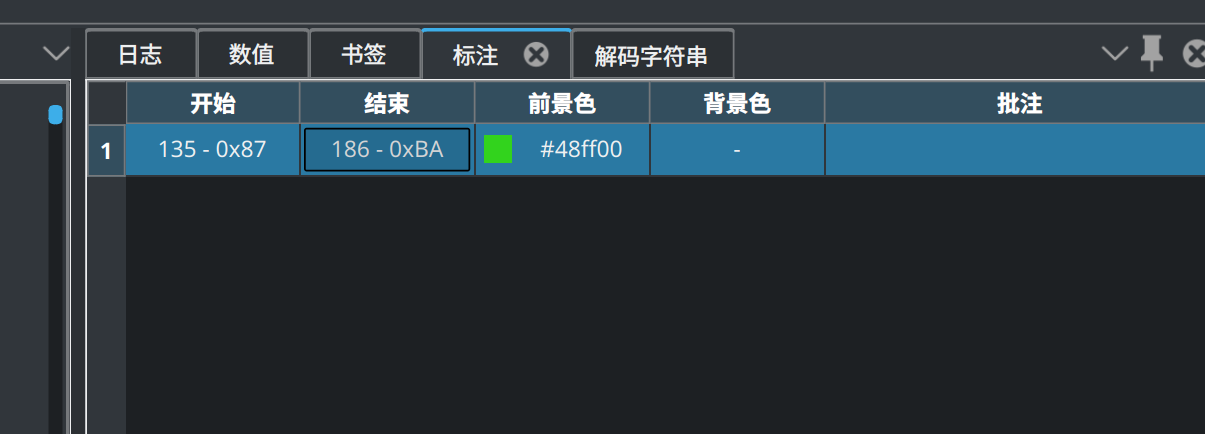 日志 数值 书签 标注 解码字符串
开始 结束 前景色 背景色 批注
1 135 - 0x87 186 - 0xBA #48ff00 -